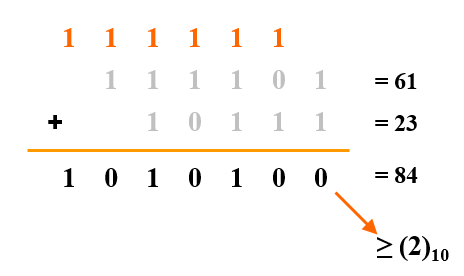 1 1 1 1 1 1
1 1 1 1 0 1 = 61
+ 1 0 1 1 1 = 23
1 0 1 0 1 0 0 = 84
≥ (2)₁₀